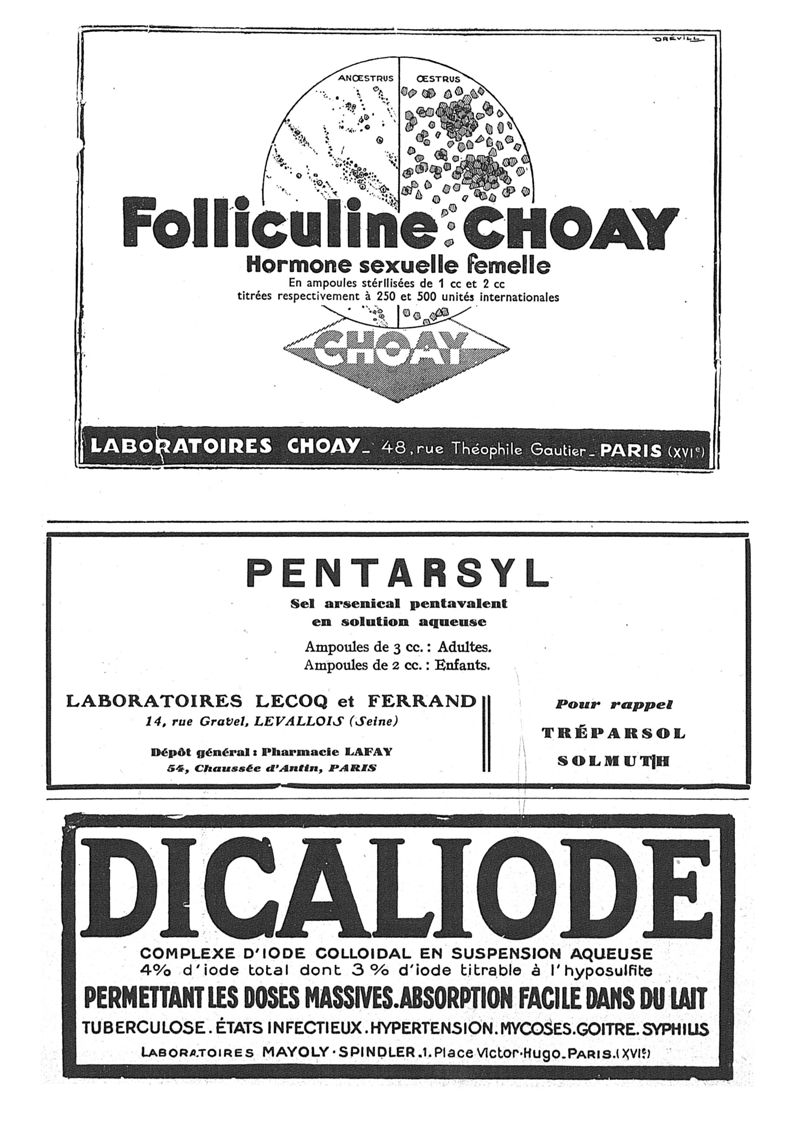 DREVILL
ANŒSTRUS ŒSTRUS
Folliculine CHOAY
Hormone sexuelle femelle
En ampoules stérilisées de 1 cc et 2 cc
titrées respectivement à 250 et 500 unités internationales
CHOAY
LABORATOIRES CHOAY_ 48, rue Théophile Gautier_ PARIS (XVIe)
PENTARSYL
Sel arsenical pentavalent
en solution aqueuse
Ampoules de 3 cc. : Adultes.
Ampoules de 2 cc. : Enfants.
LABORATOIRES LECOQ et FERRAND
14, rue Gravel, LEVALLOIS (Seine)
Dépôt général : Pharmacie LAFAY
54, Chaussée d'Antin, PARIS
Pour rappel
TRÉPARSOL
SOLMUTH
DICALIODE
COMPLEXE D'IODE COLLOIDAL EN SUSPENSION AQUEUSE
4% d'iode total dont 3 % d'iode titrable à l'hyposulfite
PERMETTANT LES DOSES MASSIVES. ABSORPTION FACILE DANS DU LAIT
TUBERCULOSE. ÉTATS INFECTIEUX. HYPERTENSION. MYCOSES. GOITRE. SYPHILIS
LABORATOIRES MAYOLY-SPINDLER. 1. Place Victor-Hugo_ PARIS. (XVIe)